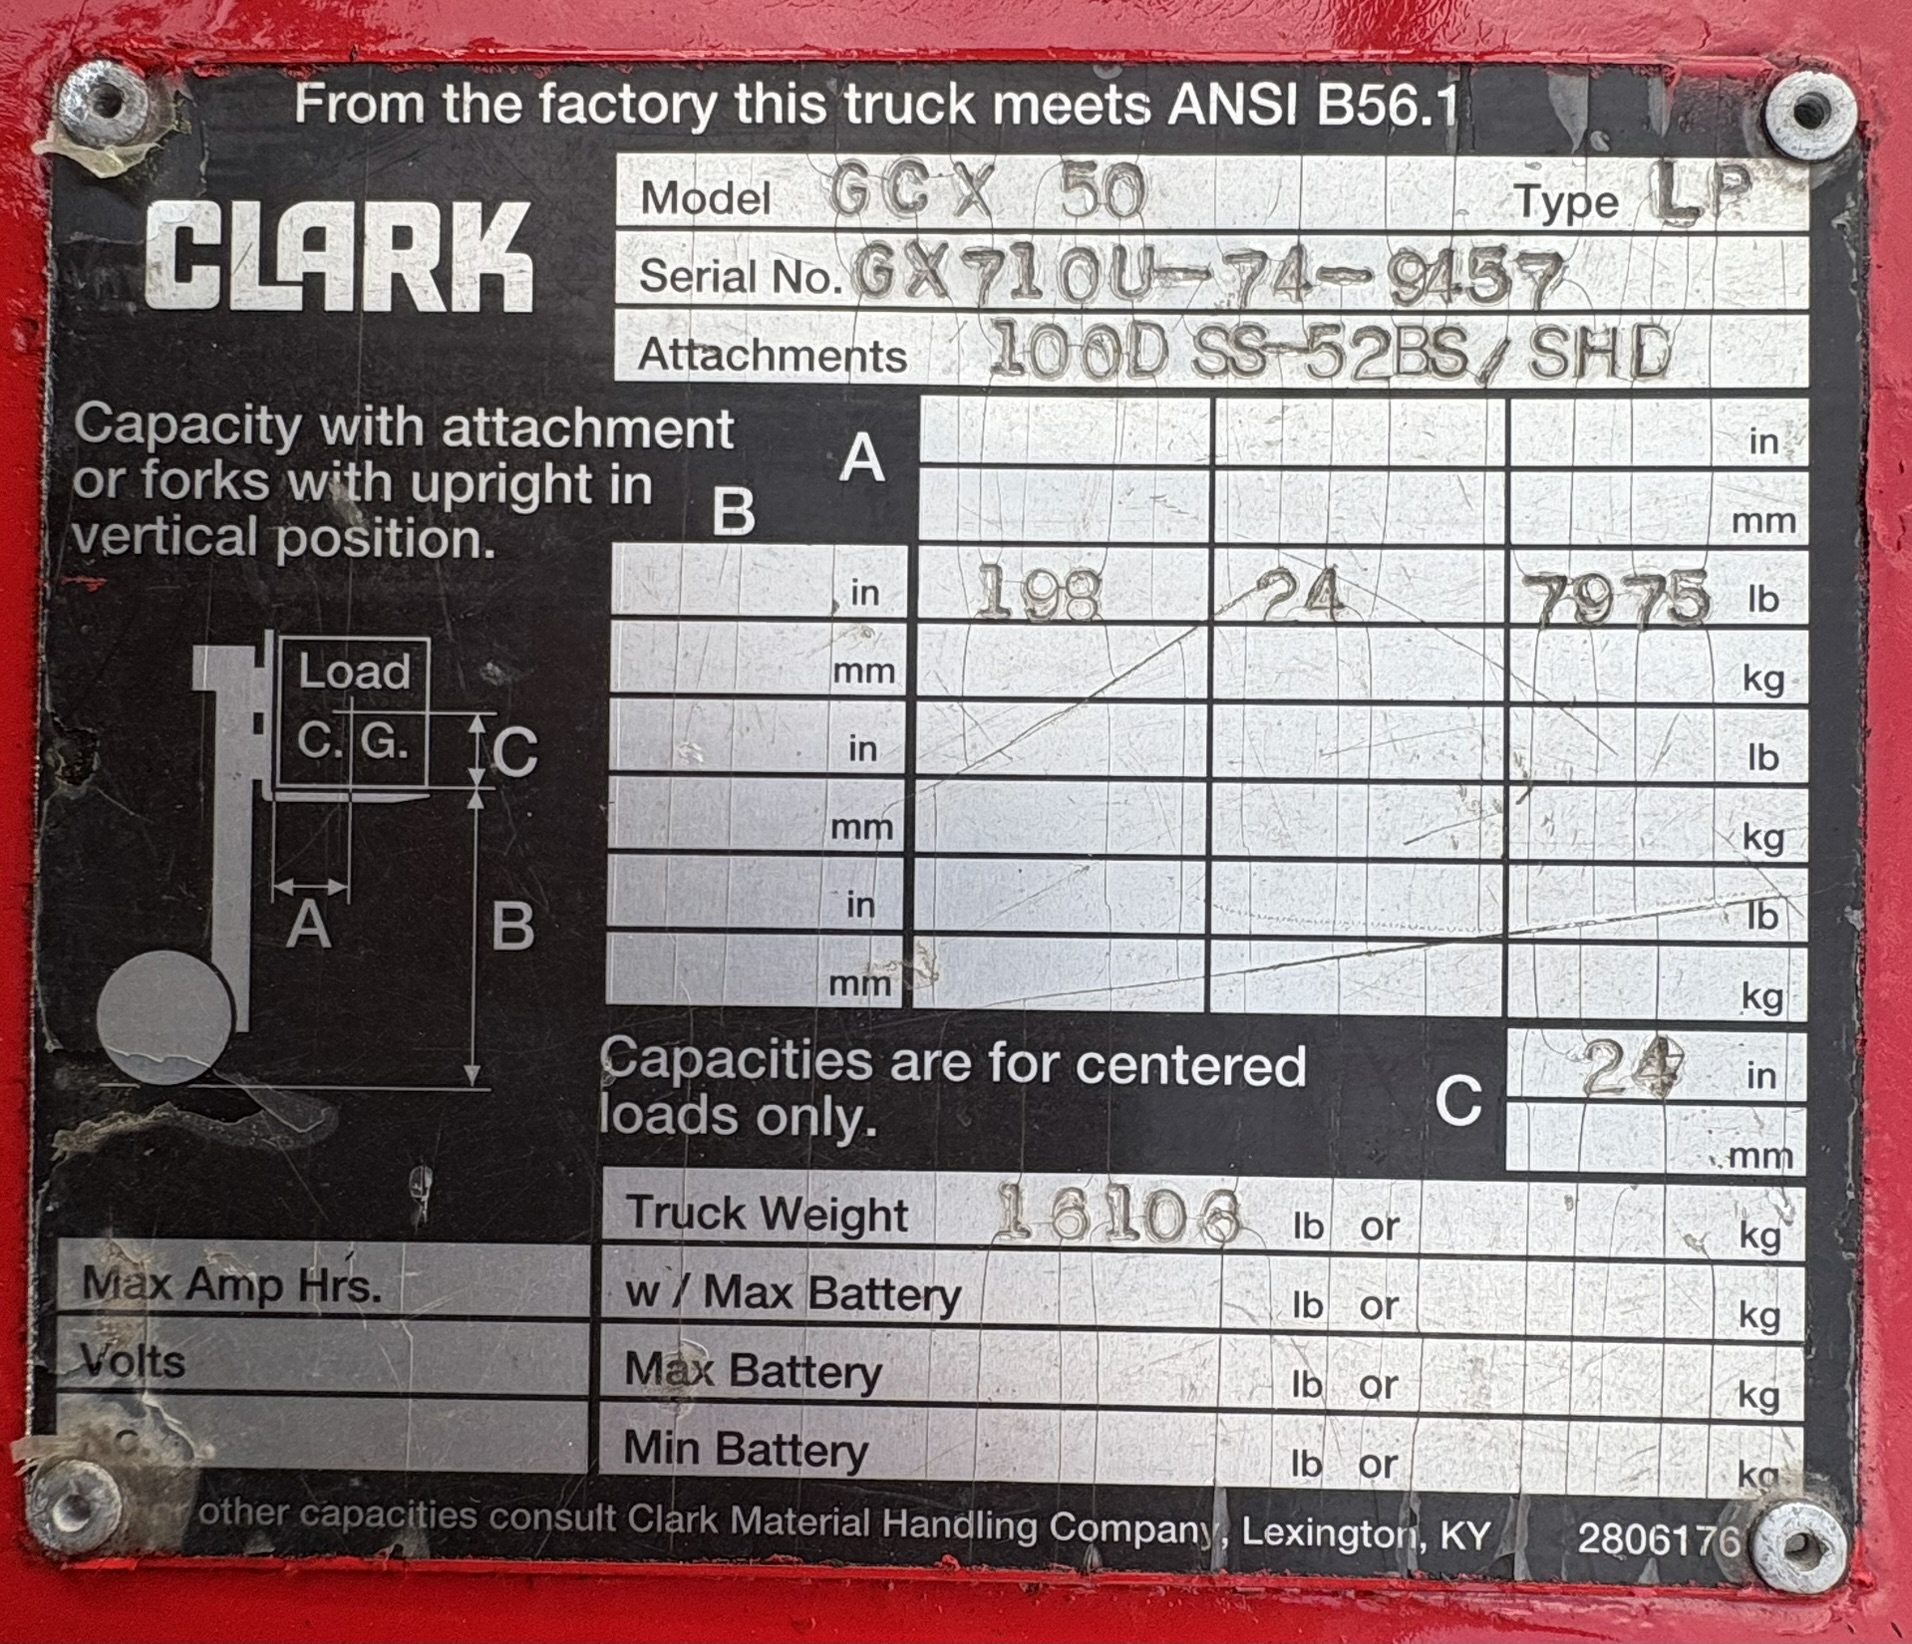 From the factory this truck meets ANSI B56.1
CLARK
Model GCX 50 Type LP
Serial No. GX710U-74-9457
Attachments 100D SS-52BS/SHD
Capacity with attachment
or forks with upright in
vertical position.
A in
mm
B
in 198 24 7975 lb
mm kg
in lb
mm kg
in lb
mm kg
Load
C. G.
C
A
B
Capacities are for centered
loads only.
C 24 in
mm
Truck Weight 16106 lb or kg
Max Amp Hrs.
w / Max Battery lb or kg
Volts
Max Battery lb or kg
Min Battery lb or kg
other capacities consult Clark Material Handling Company, Lexington, KY 2806176